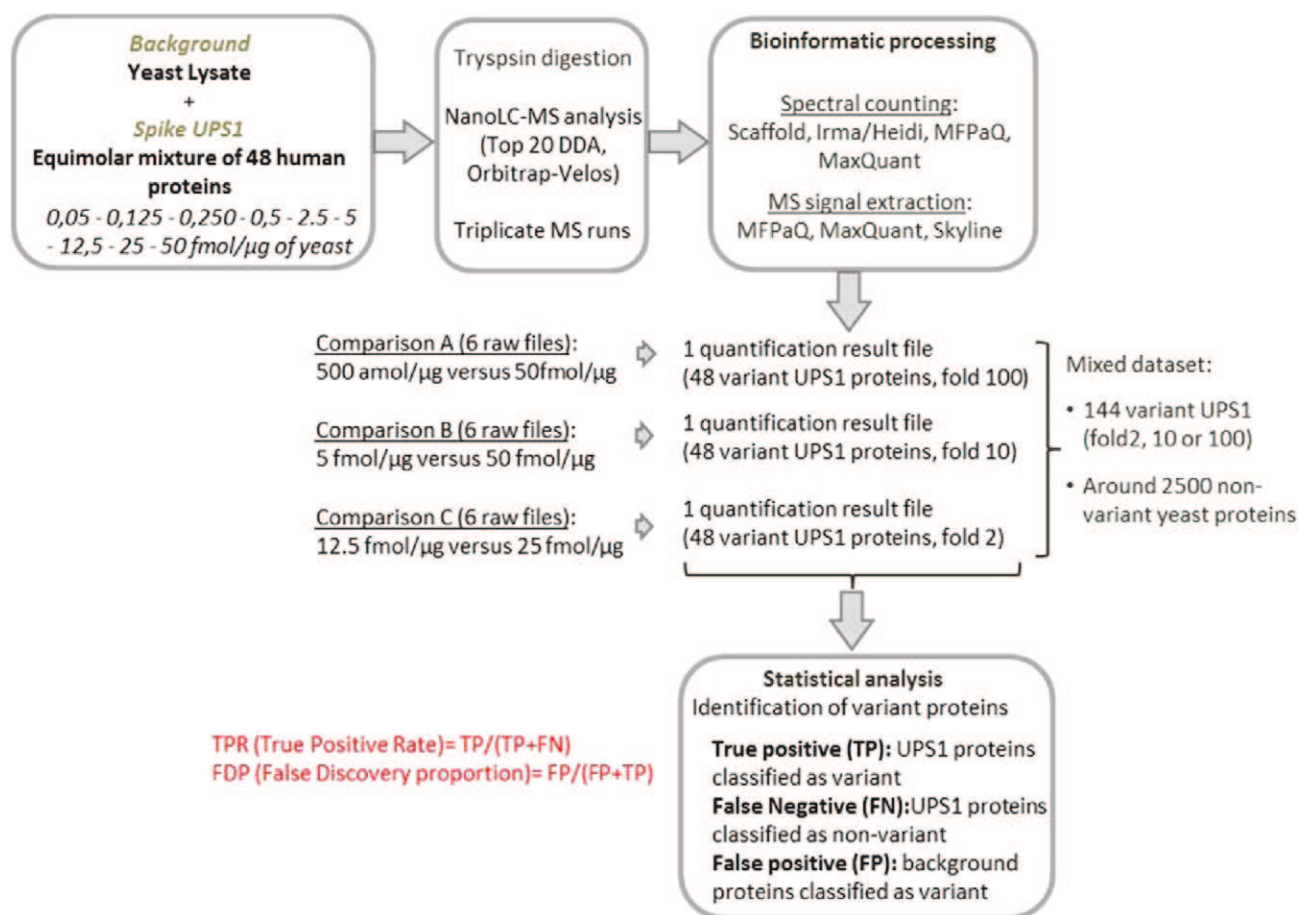 Background
Yeast Lysate
+
Spike UPS1
Equimolar mixture of 48 human
proteins
0,05 - 0,125 - 0,250 - 0,5 - 2.5 - 5
- 12,5 - 25 - 50 fmol/µg of yeast
Tryspsin digestion
NanoLC-MS analysis
(Top 20 DDA,
Orbitrap-Velos)
Triplicate MS runs
Bioinformatic processing
Spectral counting:
Scaffold, Irma/Heidi, MFPaQ,
MaxQuant
MS signal extraction:
MFPaQ, MaxQuant, Skyline
Comparison A (6 raw files):
500 amol/µg versus 50fmol/µg
1 quantification result file
(48 variant UPS1 proteins, fold 100)
Comparison B (6 raw files):
5 fmol/µg versus 50 fmol/µg
1 quantification result file
(48 variant UPS1 proteins, fold 10)
Comparison C (6 raw files):
12.5 fmol/µg versus 25 fmol/µg
1 quantification result file
(48 variant UPS1 proteins, fold 2)
Mixed dataset:
• 144 variant UPS1
(fold2, 10 or 100)
• Around 2500 non-
variant yeast proteins
TPR (True Positive Rate)= TP/(TP+FN)
FDP (False Discovery proportion)= FP/(FP+TP)
Statistical analysis
Identification of variant proteins
True positive (TP): UPS1 proteins
classified as variant
False Negative (FN):UPS1 proteins
classified as non-variant
False positive (FP): background
proteins classified as variant